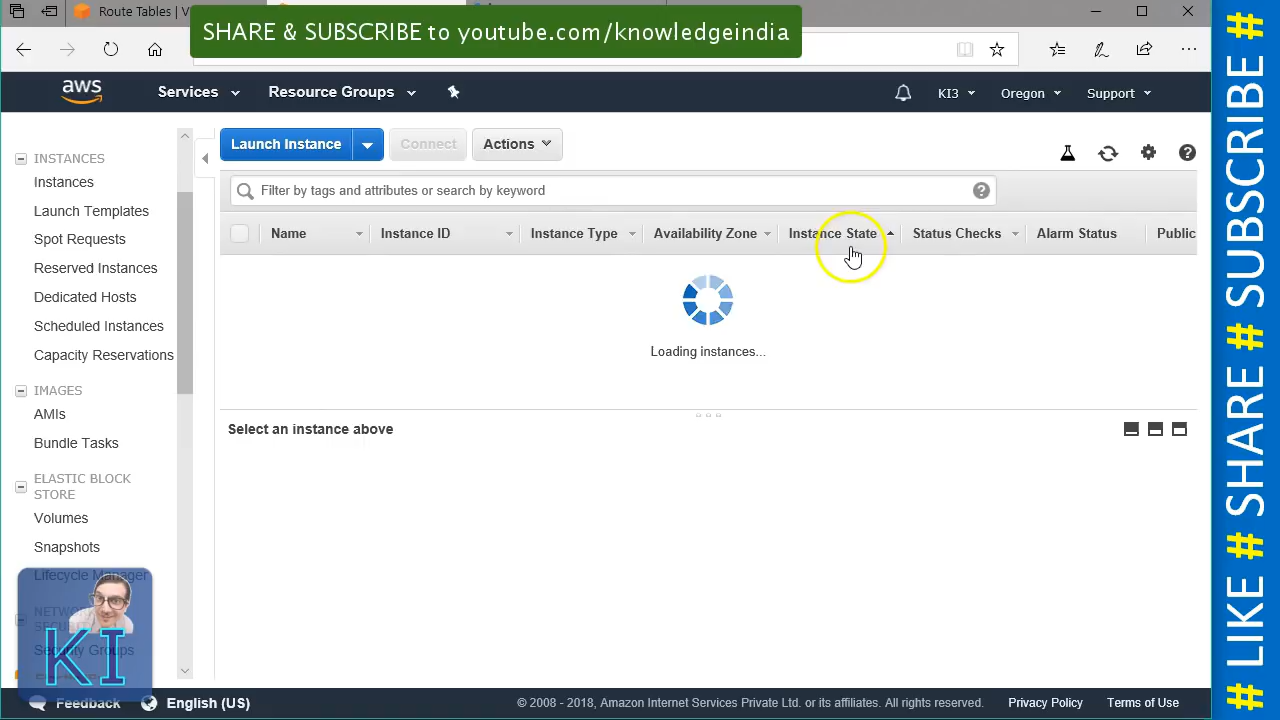 Route Tables | V
SHARE & SUBSCRIBE to youtube.com/knowledgeindia
aws
Services
Resource Groups
KI3
Oregon
Support
Launch Instance
Connect
Actions
Filter by tags and attributes or search by keyword
Name
Instance ID
Instance Type
Availability Zone
Instance State
Status Checks
Alarm Status
Public
Loading instances...
Select an instance above
INSTANCES
Instances
Launch Templates
Spot Requests
Reserved Instances
Dedicated Hosts
Scheduled Instances
Capacity Reservations
IMAGES
AMIs
Bundle Tasks
ELASTIC BLOCK
STORE
Volumes
Snapshots
Lifecycle Manager
Security Groups
KI
Feedback
English (US)
© 2008 - 2018, Amazon Internet Services Private Ltd. or its affiliates. All rights reserved.
Privacy Policy
Terms of Use
# LIKE # SHARE # SUBSCRIBE #